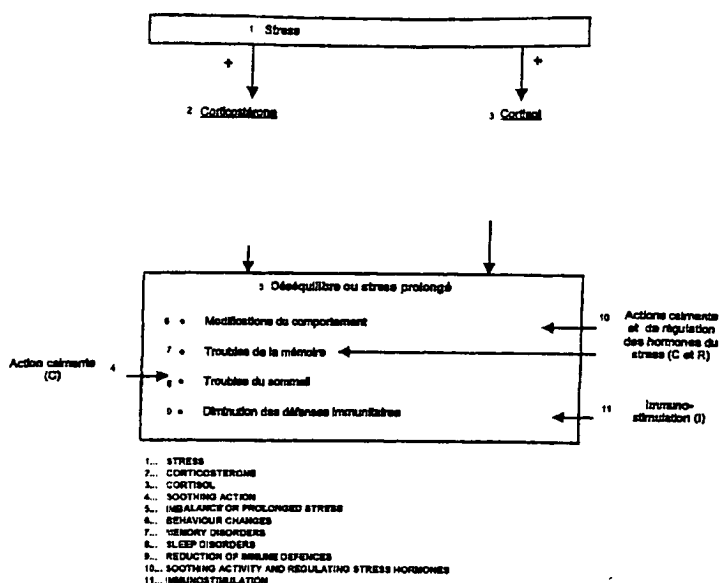 1 Stress
+ +
2 Corticostérone 3 Cortisol
5 Déséquilibre ou stress prolongé
6 • Modifications du comportement
7 • Troubles de la mémoire
8 • Troubles du sommeil
9 • Diminution des défenses immunitaires
Action calmante
(C)
4
10 Actions calmante
et de régulation
des hormones du
stress (C et R)
11 Immuno-
stimulation (I)
1... STRESS
2... CORTICOSTERONE
3... CORTISOL
4... SOOTHING ACTION
5... IMBALANCE OR PROLONGED STRESS
6... BEHAVIOUR CHANGES
7... MEMORY DISORDERS
8... SLEEP DISORDERS
9... REDUCTION OF IMMUNE DEFENCES
10... SOOTHING ACTIVITY AND REGULATING STRESS HORMONES
11... IMMUNOSTIMULATION